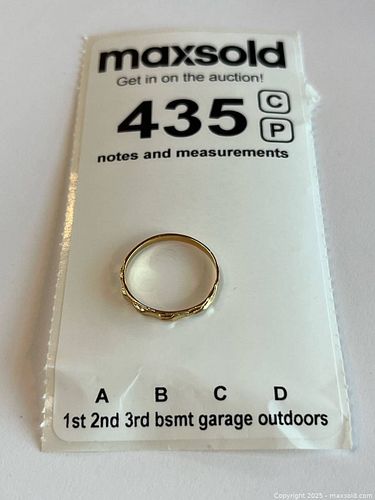 maxsold
Get in on the auction!
435 C
P
notes and measurements
A B C D
1st 2nd 3rd bsmt garage outdoors
Copyright 2025 - maxsold.com